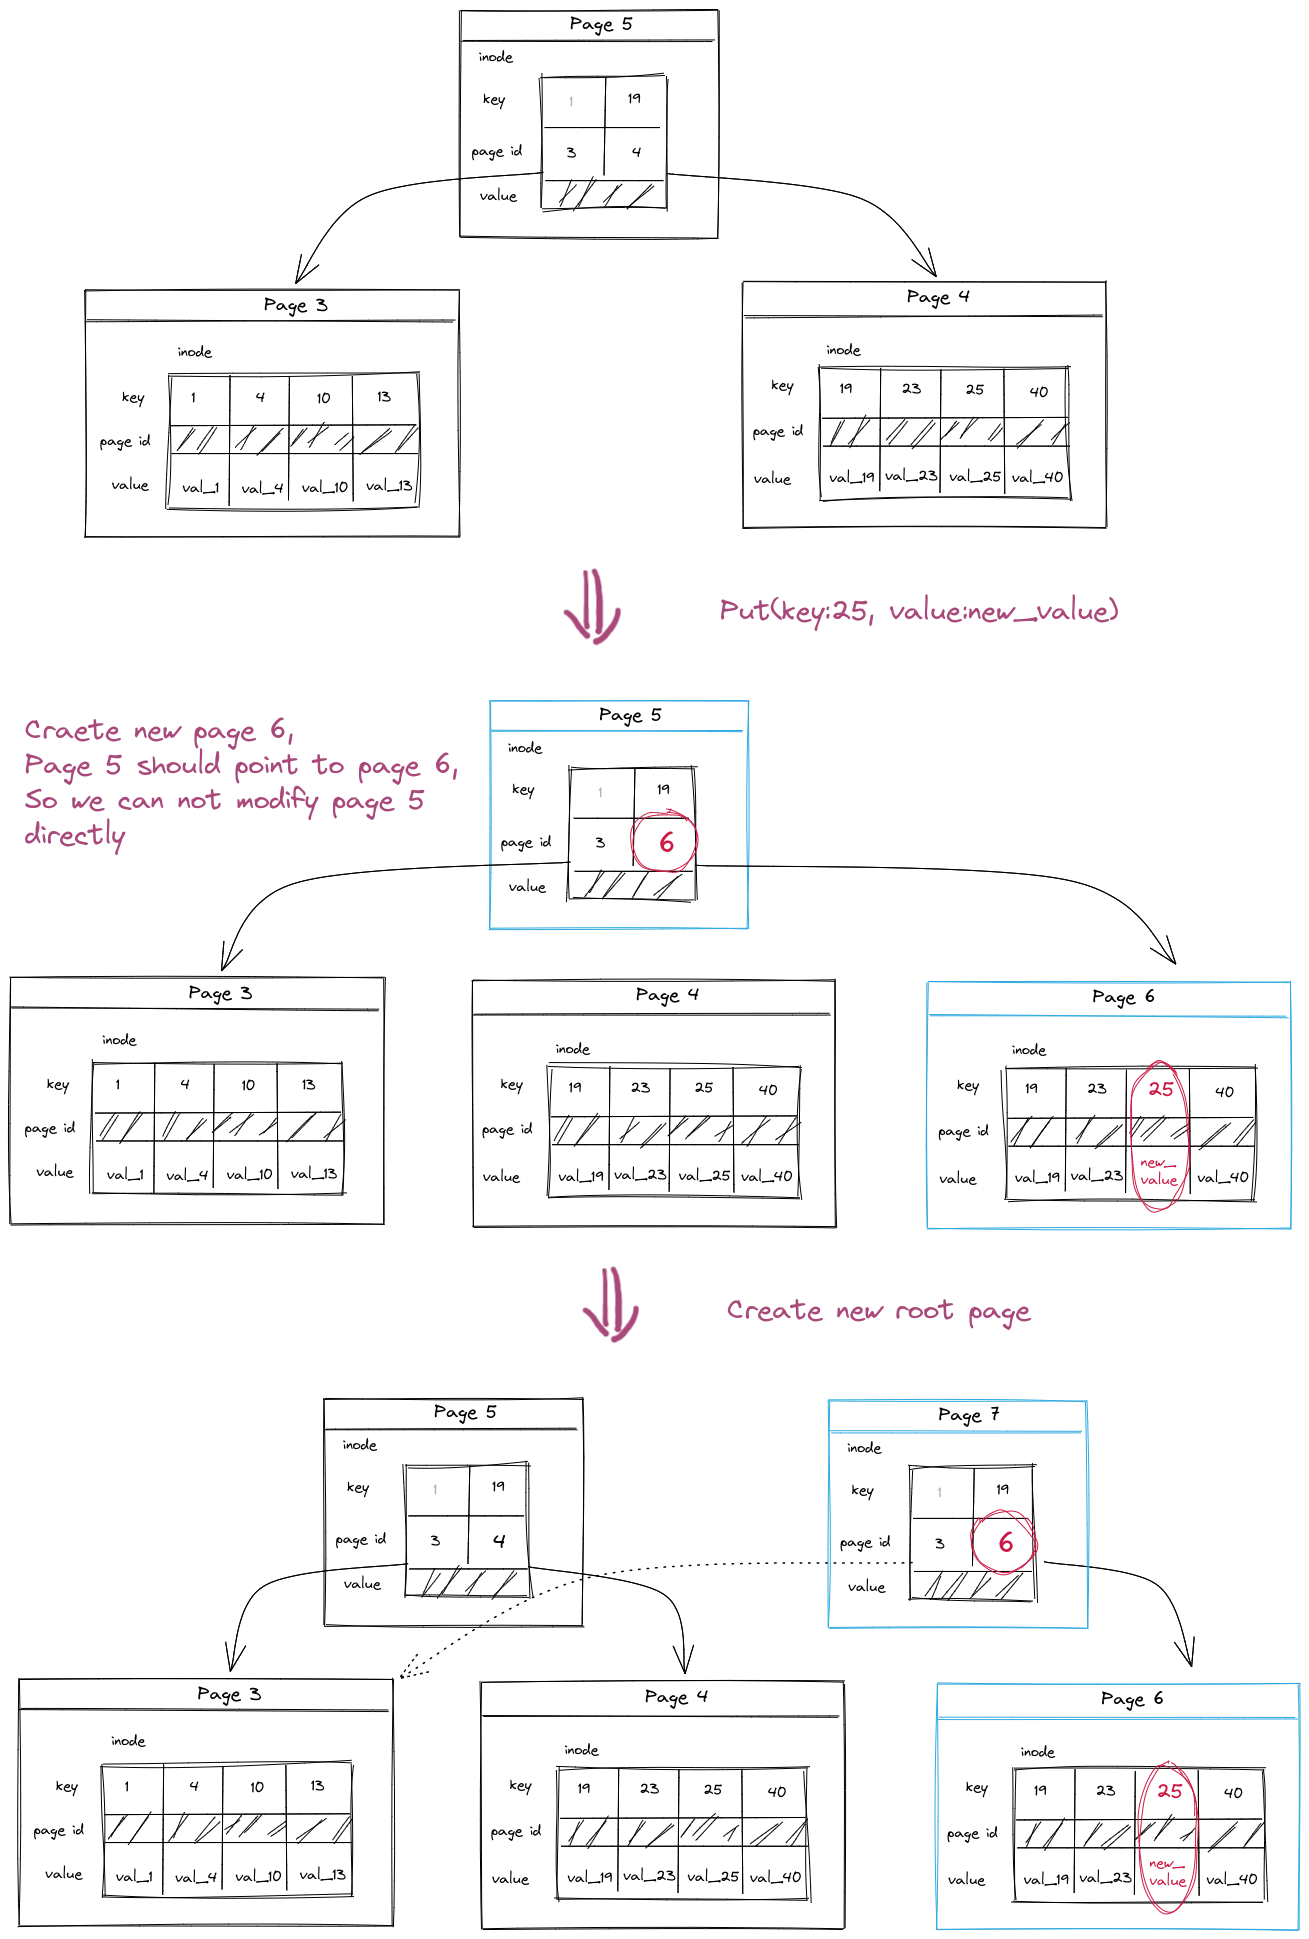 Page 5
inode
key 1 19
page id 3 4
value
Page 3
inode
key 1 4 10 13
page id
value val_1 val_4 val_10 val_13
Page 4
inode
key 19 23 25 40
page id
value val_19 val_23 val_25 val_40
Put(key:25, value:new_value)
Craete new page 6,
Page 5 should point to page 6,
So we can not modify page 5
directly
Page 5
inode
key 1 19
page id 3 6
value
Page 3
inode
key 1 4 10 13
page id
value val_1 val_4 val_10 val_13
Page 4
inode
key 19 23 25 40
page id
value val_19 val_23 val_25 val_40
Page 6
inode
key 19 23 25 40
page id
value val_19 val_23 new_ val_40
value
Create new root page
Page 5
inode
key 1 19
page id 3 4
value
Page 7
inode
key 1 19
page id 3 6
value
Page 3
inode
key 1 4 10 13
page id
value val_1 val_4 val_10 val_13
Page 4
inode
key 19 23 25 40
page id
value val_19 val_23 val_25 val_40
Page 6
inode
key 19 23 25 40
page id
value val_19 val_23 new_ val_40
value